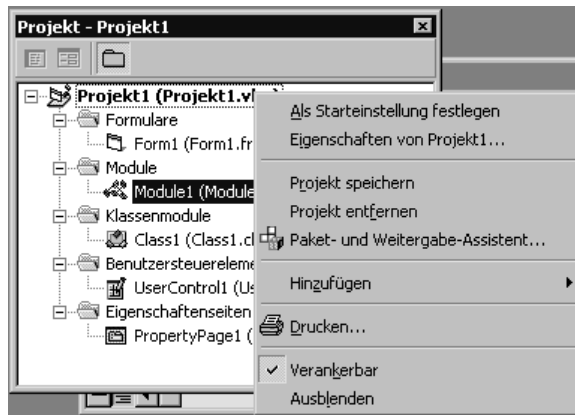 Projekt - Projekt1
Projekt1 (Projekt1.vb
Formulare
Form1 (Form1.fr
Module
Module1 (Module
Klassenmodule
Class1 (Class1.cl
Benutzersteuereleme
UserControl1 (Us
Eigenschaftenseiten
PropertyPage1 (
Als Starteinstellung festlegen
Eigenschaften von Projekt1...
Projekt speichern
Projekt entfernen
Paket- und Weitergabe-Assistent...
Hinzufügen
Drucken...
Verankerbar
Ausblenden